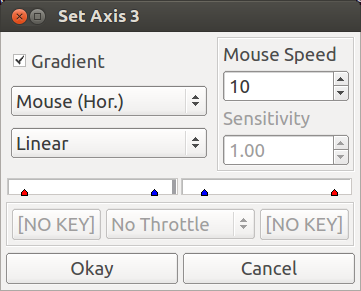 Set Axis 3
Gradient
Mouse (Hor.)
Linear
Mouse Speed
10
Sensitivity
1.00
[NO KEY] No Throttle [NO KEY]
Okay Cancel